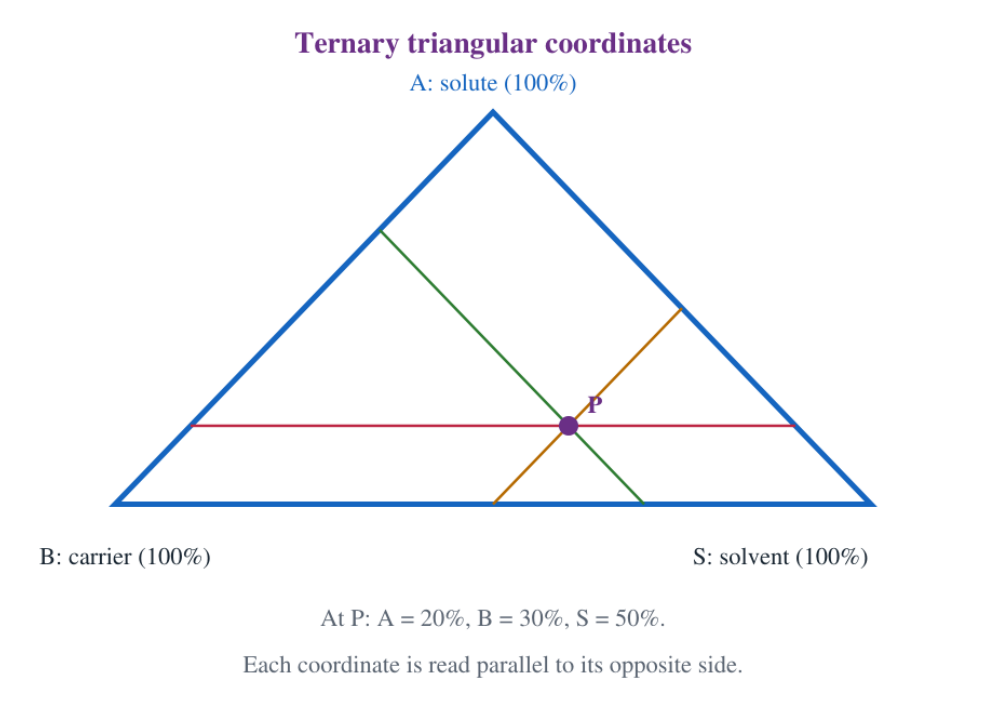 Ternary triangular coordinates
A: solute (100%)
P
B: carrier (100%)
S: solvent (100%)
At P: A = 20%, B = 30%, S = 50%.
Each coordinate is read parallel to its opposite side.